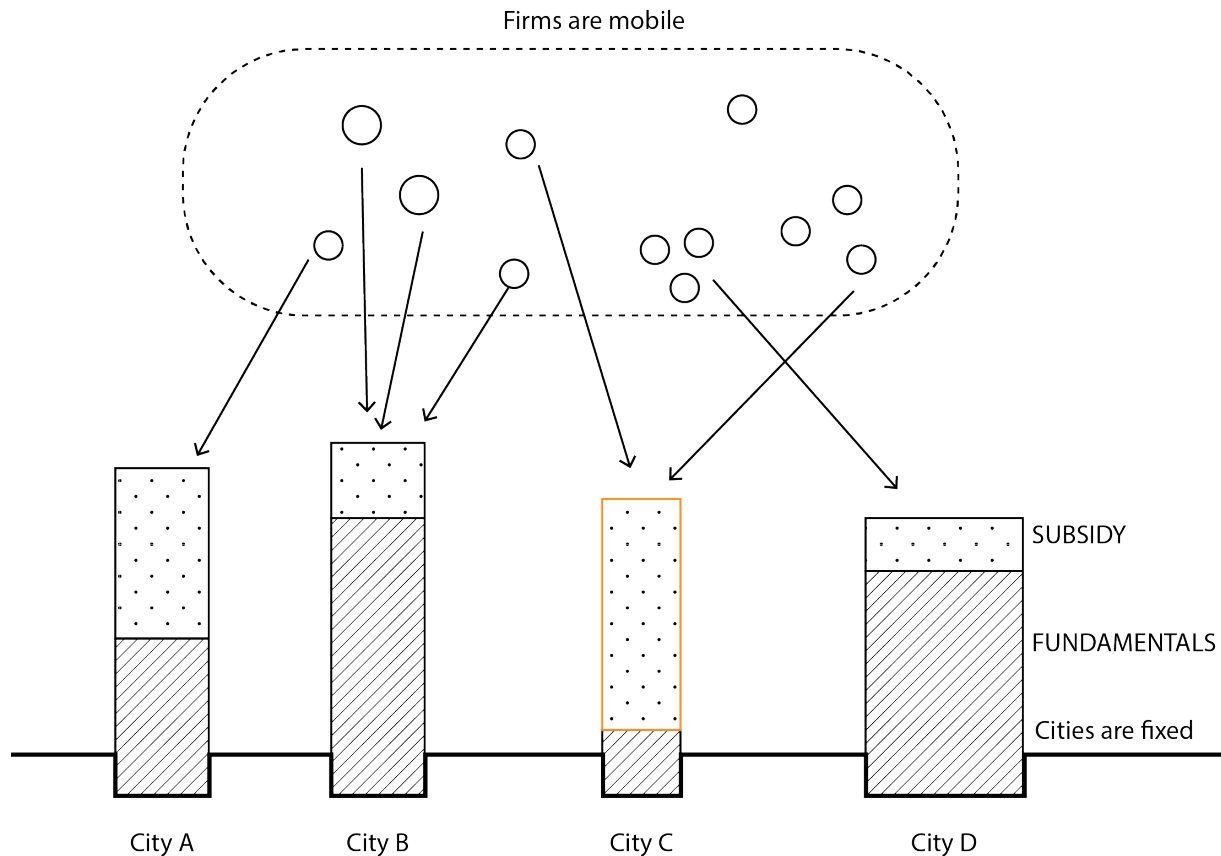 Firms are mobile
SUBSIDY
FUNDAMENTALS
Cities are fixed
City A
City B
City C
City D